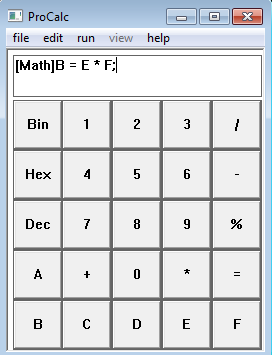 ProCalc
file edit run view help
[Math]B = E * F;
Bin 1 2 3 /
Hex 4 5 6 -
Dec 7 8 9 %
A + 0 * =
B C D E F